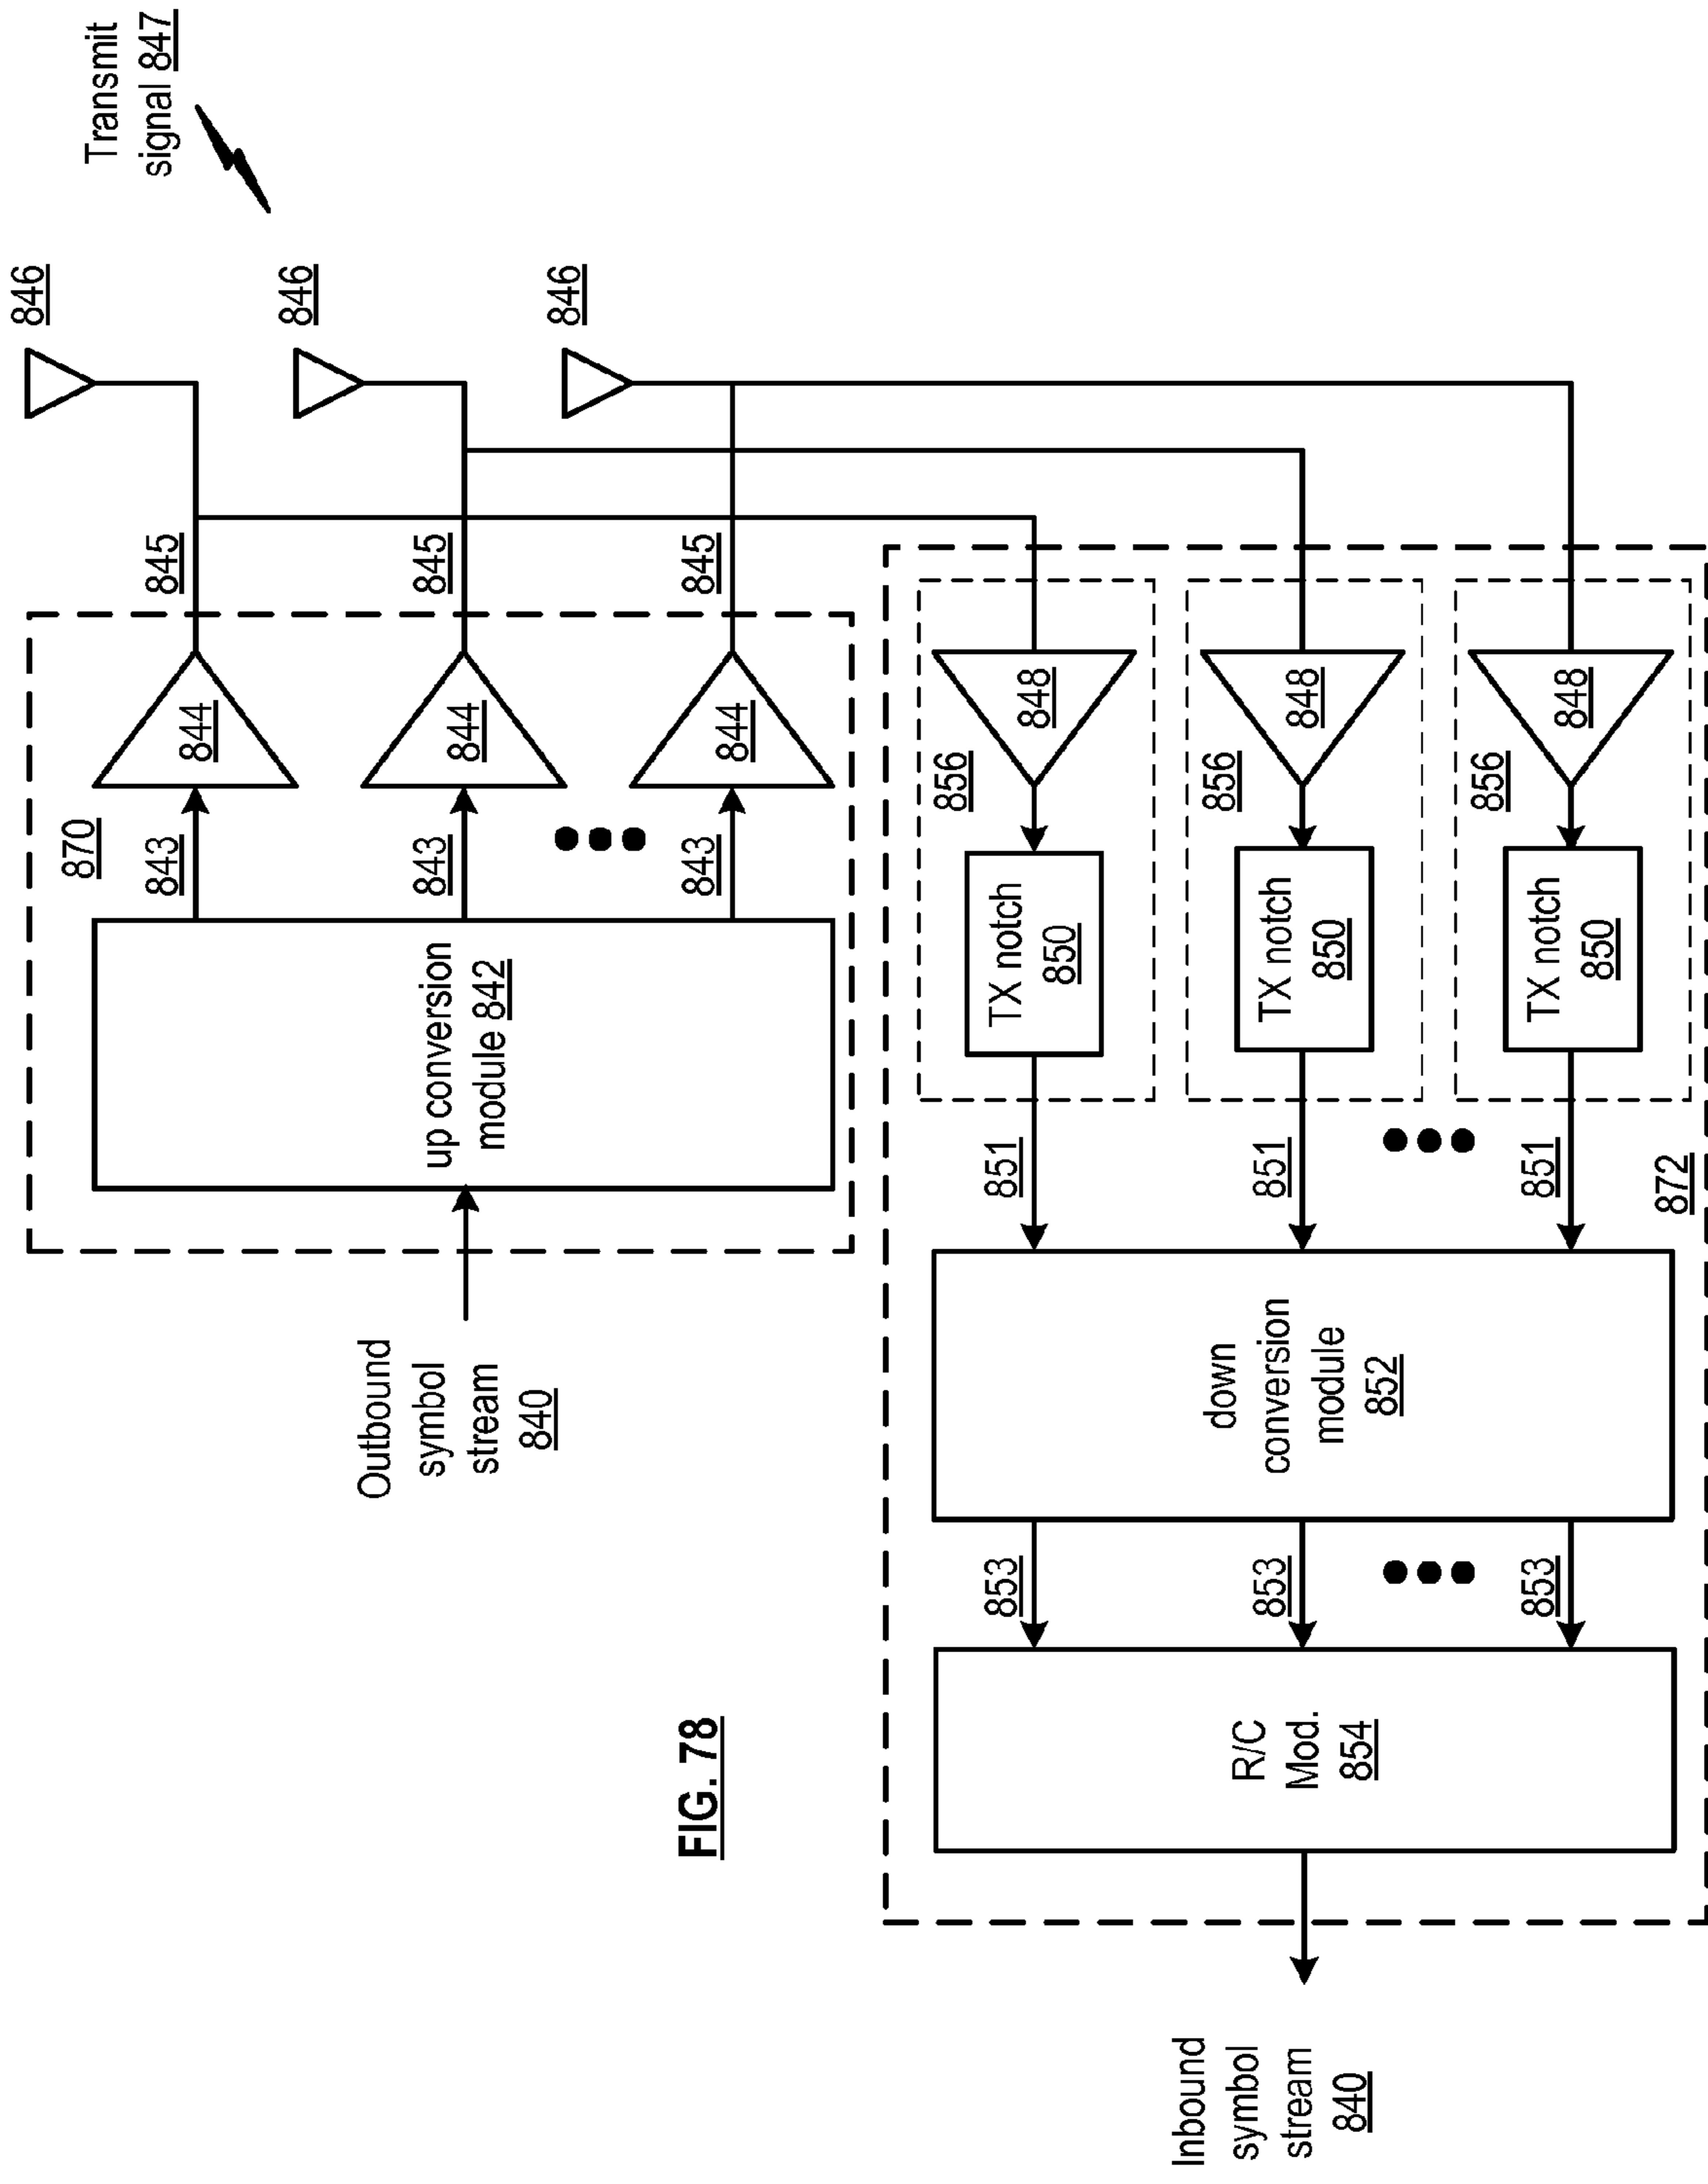 Transmit
signal 847
846
846
846
845
845
845
870
844
844
844
843
843
843
up conversion
module 842
Outbound
symbol
stream
840
856
848
856
848
856
848
TX notch
850
TX notch
850
TX notch
850
851
851
851
872
down
conversion
module
852
853
853
853
R/C
Mod.
854
Inbound
symbol
stream
840
FIG. 78